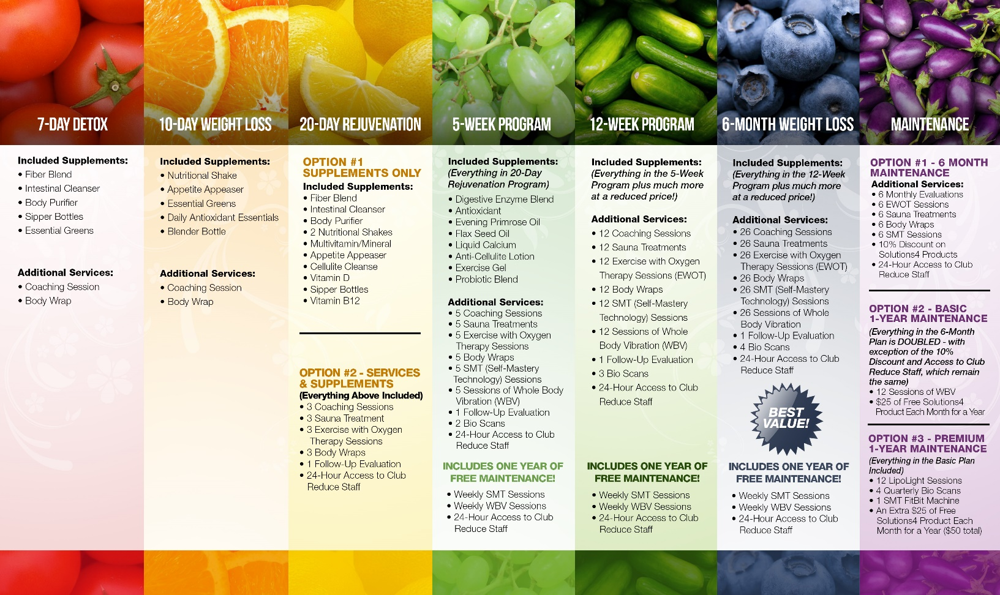 7-DAY DETOX
Included Supplements:
• Fiber Blend
• Intestinal Cleanser
• Body Purifier
• Sipper Bottles
• Essential Greens
Additional Services:
• Coaching Session
• Body Wrap
10-DAY WEIGHT LOSS
Included Supplements:
• Nutritional Shake
• Appetite Appeaser
• Essential Greens
• Daily Antioxidant Essentials
• Blender Bottle
Additional Services:
• Coaching Session
• Body Wrap
20-DAY REJUVENATION
OPTION #1
SUPPLEMENTS ONLY
Included Supplements:
• Fiber Blend
• Intestinal Cleanser
• Body Purifier
• 2 Nutritional Shakes
• Multivitamin/Mineral
• Appetite Appeaser
• Cellulite Cleanse
• Vitamin D
• Sipper Bottles
• Vitamin B12
OPTION #2 - SERVICES
& SUPPLEMENTS
(Everything Above Included)
• 3 Coaching Sessions
• 3 Sauna Treatment
• 3 Exercise with Oxygen
Therapy Sessions
• 3 Body Wraps
• 1 Follow-Up Evaluation
• 24-Hour Access to Club
Reduce Staff
5-WEEK PROGRAM
Included Supplements:
(Everything in 20-Day
Rejuvenation Program)
• Digestive Enzyme Blend
• Antioxidant
• Evening Primrose Oil
• Flax Seed Oil
• Liquid Calcium
• Anti-Cellulite Lotion
• Exercise Gel
• Probiotic Blend
Additional Services:
• 5 Coaching Sessions
• 5 Sauna Treatments
• 5 Exercise with Oxygen
Therapy Sessions
• 5 Body Wraps
• 5 SMT (Self-Mastery
Technology) Sessions
• 5 Sessions of Whole Body
Vibration (WBV)
• 1 Follow-Up Evaluation
• 2 Bio Scans
• 24-Hour Access to Club
Reduce Staff
INCLUDES ONE YEAR OF
FREE MAINTENANCE!
• Weekly SMT Sessions
• Weekly WBV Sessions
• 24-Hour Access to Club
Reduce Staff
12-WEEK PROGRAM
Included Supplements:
(Everything in the 5-Week
Program plus much more
at a reduced price!)
Additional Services:
• 12 Coaching Sessions
• 12 Sauna Treatments
• 12 Exercise with Oxygen
Therapy Sessions (EWOT)
• 12 Body Wraps
• 12 SMT (Self-Mastery
Technology) Sessions
• 12 Sessions of Whole
Body Vibration (WBV)
• 1 Follow-Up Evaluation
• 3 Bio Scans
• 24-Hour Access to Club
Reduce Staff
INCLUDES ONE YEAR OF
FREE MAINTENANCE!
• Weekly SMT Sessions
• Weekly WBV Sessions
• 24-Hour Access to Club
Reduce Staff
6-MONTH WEIGHT LOSS
Included Supplements:
(Everything in the 12-Week
Program plus much more
at a reduced price!)
Additional Services:
• 26 Coaching Sessions
• 26 Sauna Treatments
• 26 Exercise with Oxygen
Therapy Sessions (EWOT)
• 26 Body Wraps
• 26 SMT (Self-Mastery
Technology) Sessions
• 26 Sessions of Whole
Body Vibration
• 1 Follow-Up Evaluation
• 4 Bio Scans
• 24-Hour Access to Club
Reduce Staff
BEST
VALUE!
INCLUDES ONE YEAR OF
FREE MAINTENANCE!
• Weekly SMT Sessions
• Weekly WBV Sessions
• 24-Hour Access to Club
Reduce Staff
MAINTENANCE
OPTION #1 - 6 MONTH
MAINTENANCE
Additional Services:
• 6 Monthly Evaluations
• 6 EWOT Sessions
• 6 Sauna Treatments
• 6 Body Wraps
• 6 SMT Sessions
• 10% Discount on
Solutions4 Products
• 24-Hour Access to Club
Reduce Staff
OPTION #2 - BASIC
1-YEAR MAINTENANCE
(Everything in the 6-Month
Plan is DOUBLED - with
exception of the 10%
Discount and Access to Club
Reduce Staff, which remain
the same)
• 12 Sessions of WBV
• $25 of Free Solutions4
Product Each Month for a Year
OPTION #3 - PREMIUM
1-YEAR MAINTENANCE
(Everything in the Basic Plan
Included)
• 12 LipoLight Sessions
• 4 Quarterly Bio Scans
• 1 SMT FitBit Machine
• An Extra $25 of Free
Solutions4 Product Each
Month for a Year ($50 total)